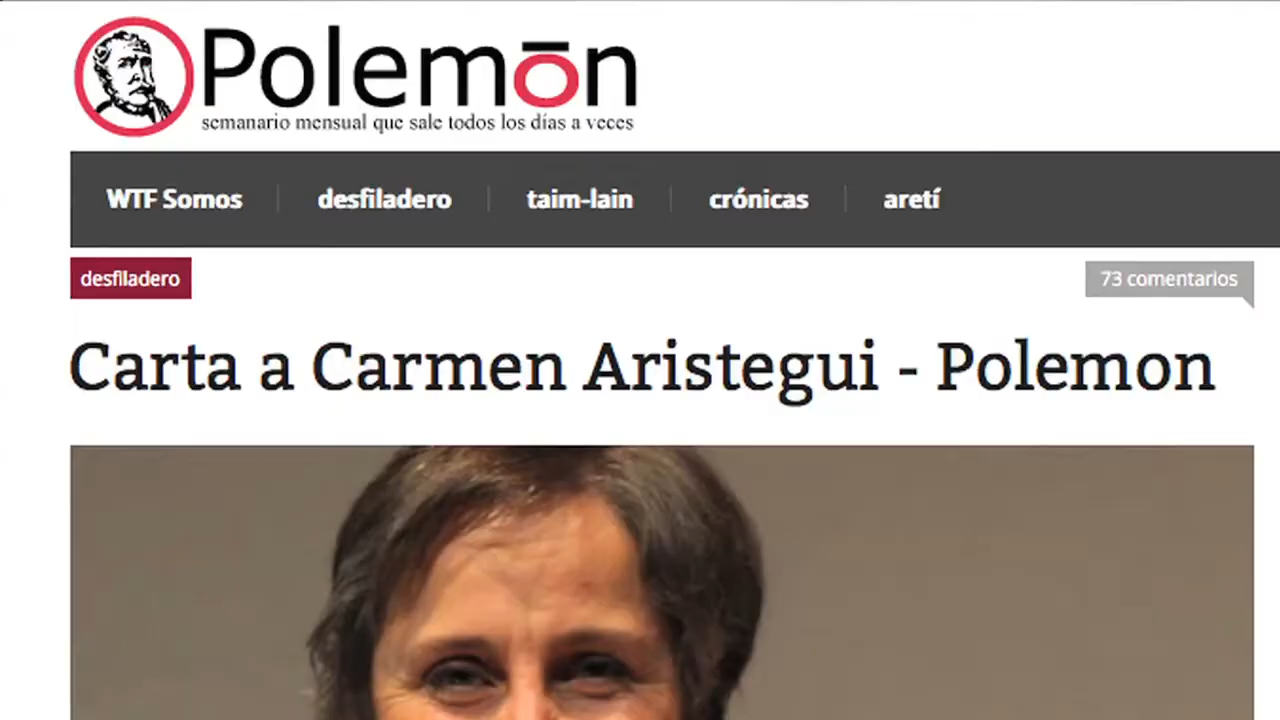 Polemōn
semanario mensual que sale todos los días a veces
WTF Somos desfiladero taim-lain crónicas aretí
desfiladero
73 comentarios
Carta a Carmen Aristegui - Polemon